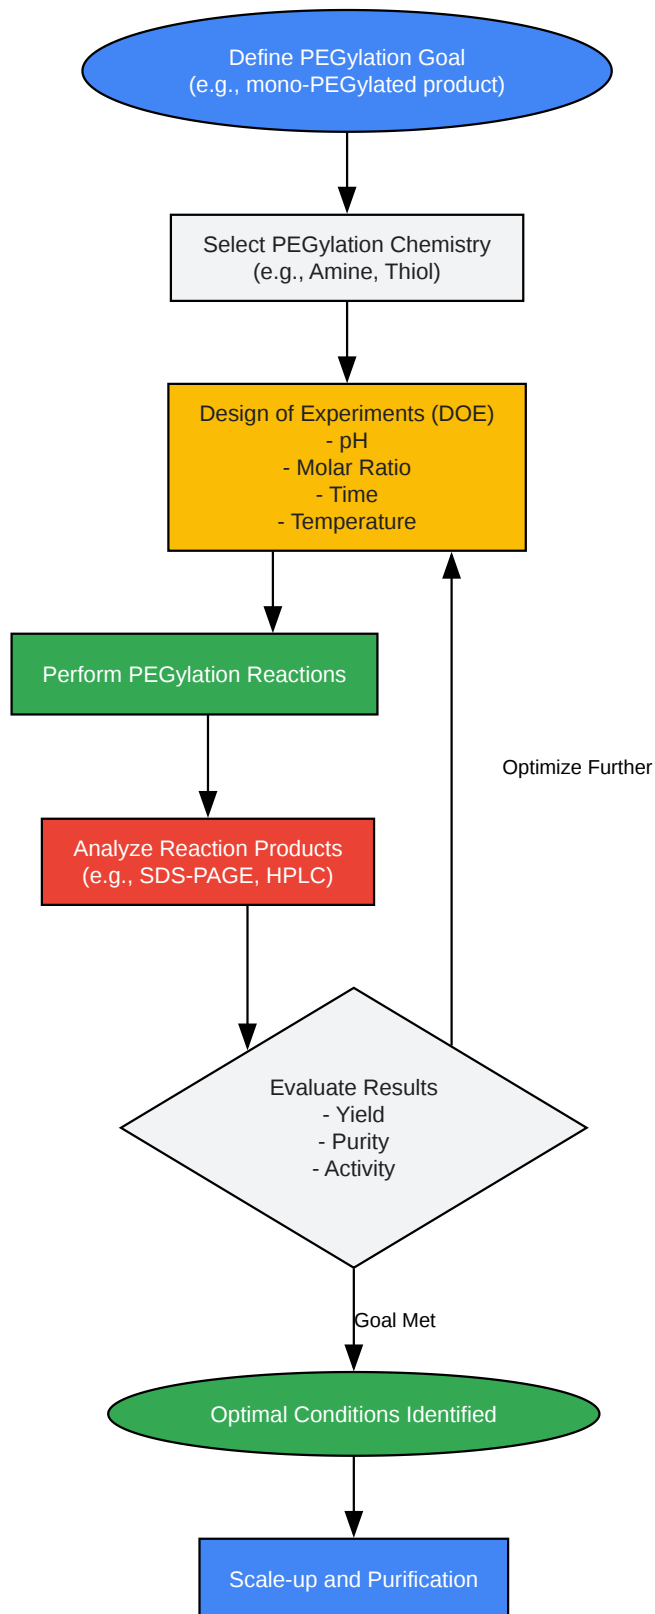 Define PEGylation Goal
(e.g., mono-PEGylated product)
Select PEGylation Chemistry
(e.g., Amine, Thiol)
Design of Experiments (DOE)
- pH
- Molar Ratio
- Time
- Temperature
Perform PEGylation Reactions
Optimize Further
Analyze Reaction Products
(e.g., SDS-PAGE, HPLC)
Evaluate Results
- Yield
- Purity
- Activity
Goal Met
Optimal Conditions Identified
Scale-up and Purification